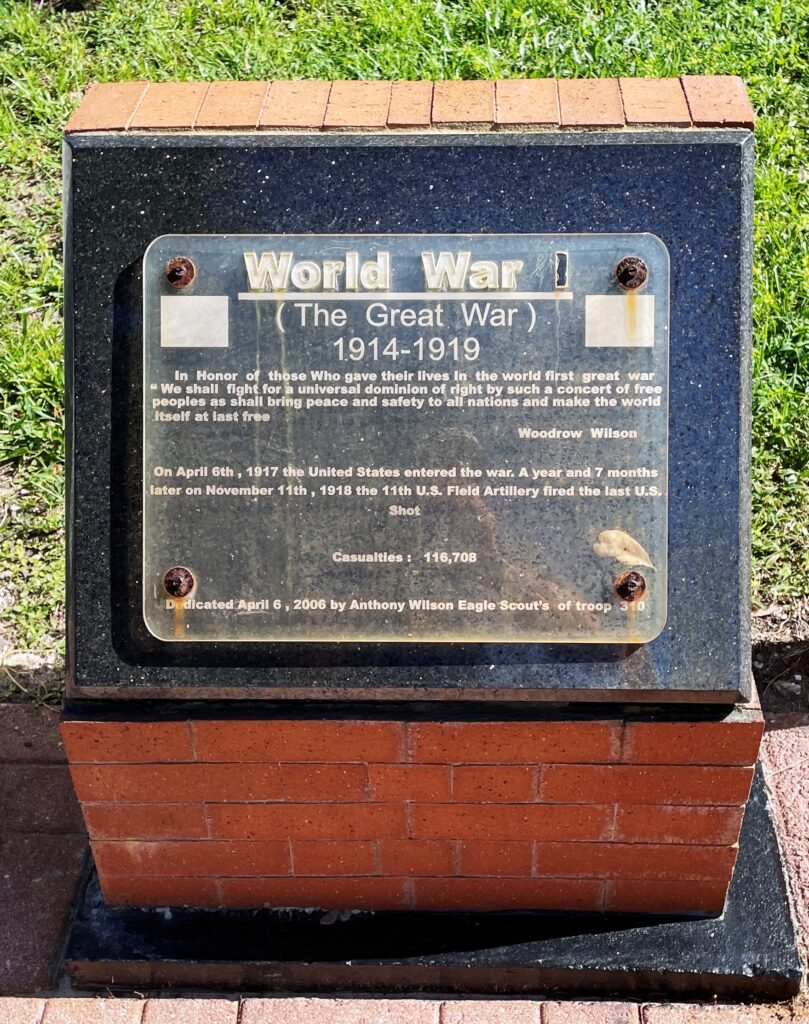 World War I
( The Great War )
1914-1919
In Honor of those Who gave their lives In the world first great war
“ We shall fight for a universal dominion of right by such a concert of free
peoples as shall bring peace and safety to all nations and make the world
itself at last free
Woodrow Wilson
On April 6th , 1917 the United States entered the war. A year and 7 months
later on November 11th , 1918 the 11th U.S. Field Artillery fired the last U.S.
Shot
Casualties : 116,708
Dedicated April 6 , 2006 by Anthony Wilson Eagle Scout's of troop 310